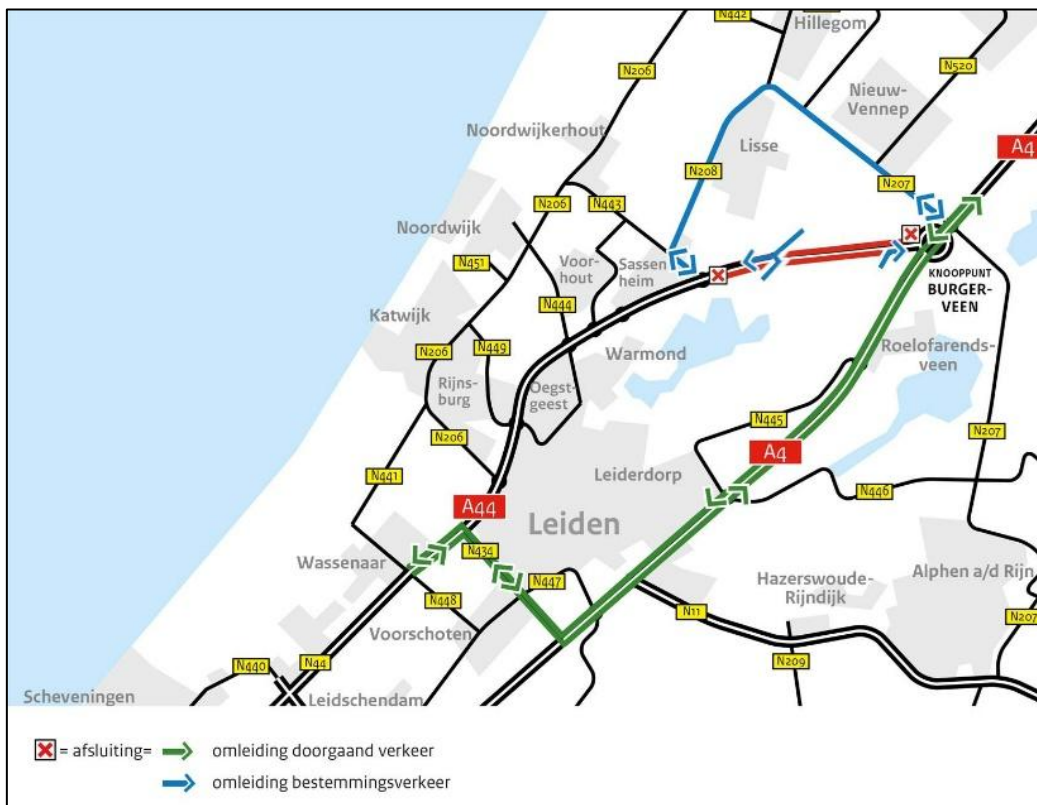 N442
Hillegom
N206
N520
Nieuw-
Vennep
A4
Noordwijkerhout
Lisse
N208
N207
N206
N443
Noordwijk
N451
Voor-
hout
Sassen
heim
KNOOPPUNT
BURGER-
VEEN
N444
Katwijk
N206
N449
Warmond
Roelofarends-
veen
Rijns-
burg
Oegst-
geest
N445
N206
N207
A4
N441
Leiderdorp
N446
A44
Leiden
Wassenaar
N434
N447
Hazerswoude-
Rijndijk
Alphen a/d Rijn
N448
N11
N207
Voorschoten
N440
N44
N209
Scheveningen
Leidschendam
= afsluiting=
omleiding doorgaand verkeer
omleiding bestemmingsverkeer